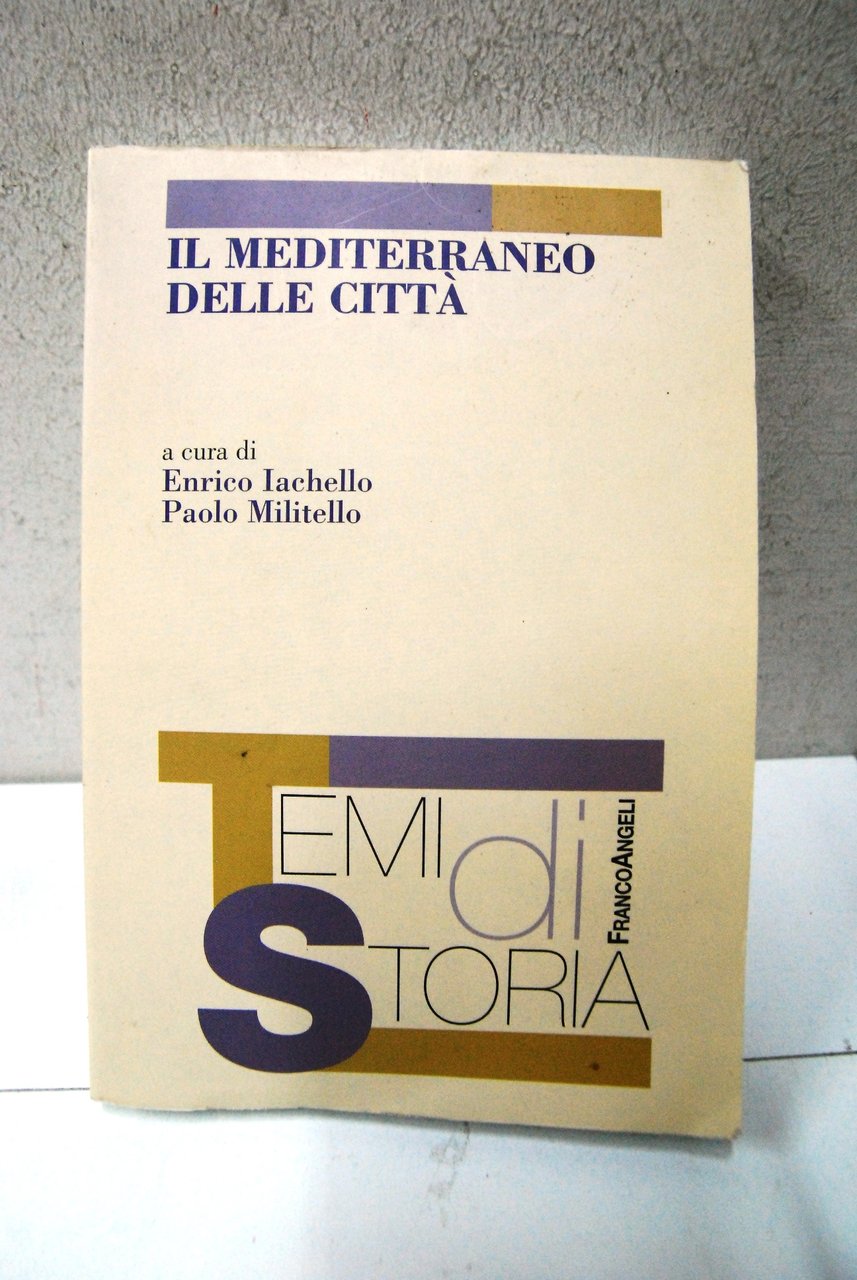 IL MEDITERRANEO
DELLE CITTÀ
a cura di
Enrico Iachello
Paolo Militello
TEMI di
STORIA
FRANCOANGELI